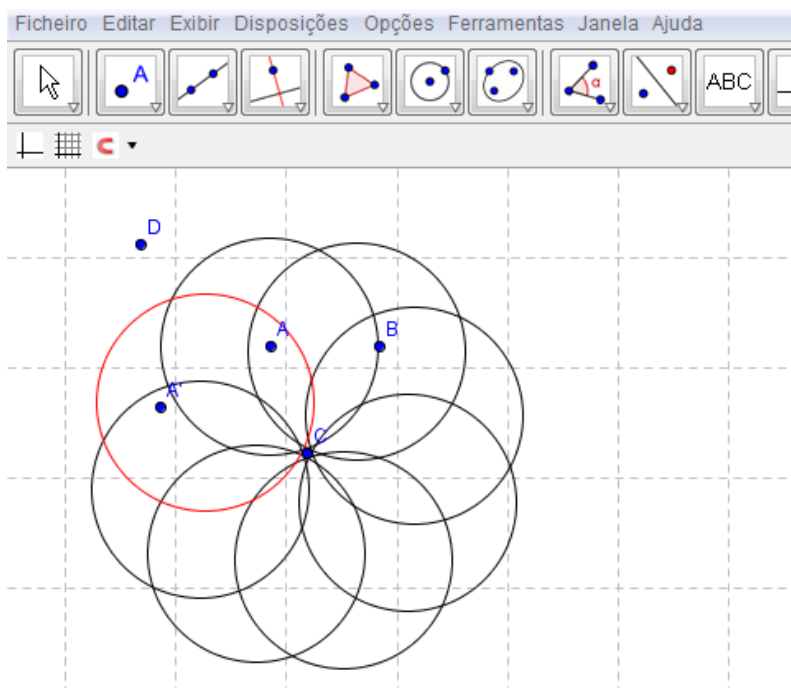 Ficheiro Editar Exibir Disposições Opções Ferramentas Janela Ajuda
A α ABC
D
A B
A'
C